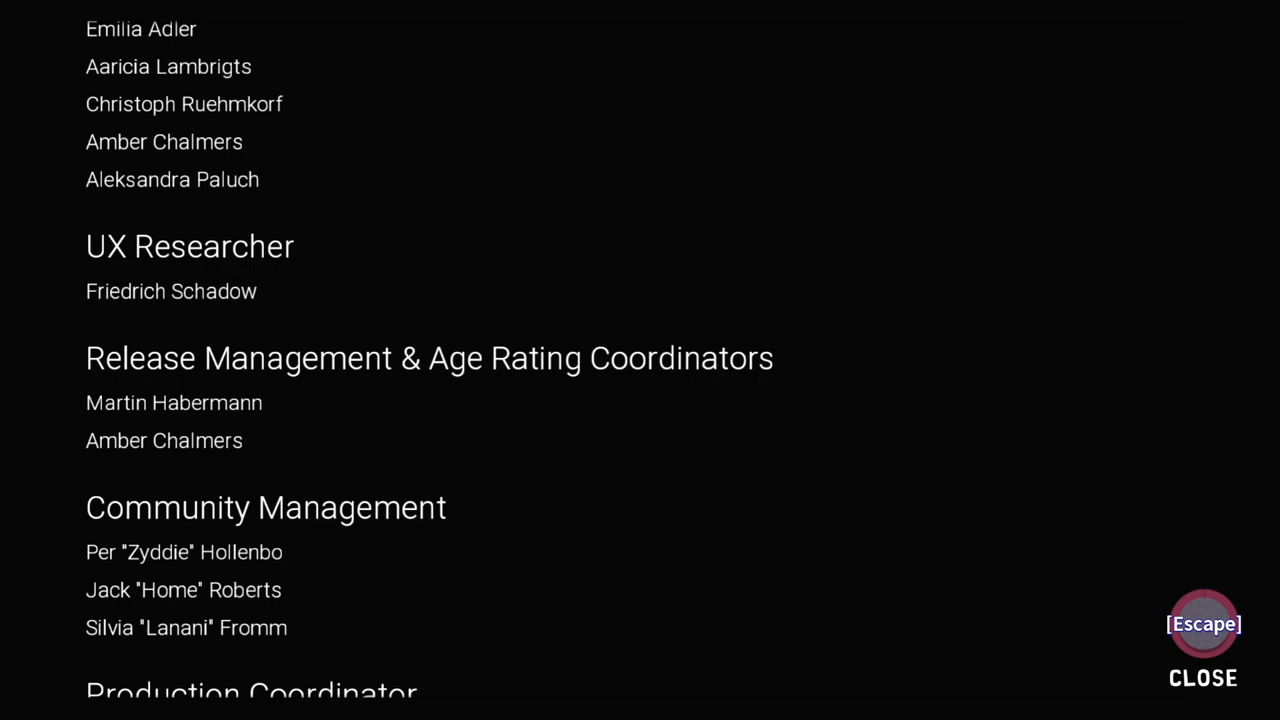 Emilia Adler
Aaricia Lambrigts
Christoph Ruehmkorf
Amber Chalmers
Aleksandra Paluch
UX Researcher
Friedrich Schadow
Release Management & Age Rating Coordinators
Martin Habermann
Amber Chalmers
Community Management
Per "Zyddie" Hollenbo
Jack "Home" Roberts
Silvia "Lanani" Fromm
Production Coordinator
[Escape]
CLOSE